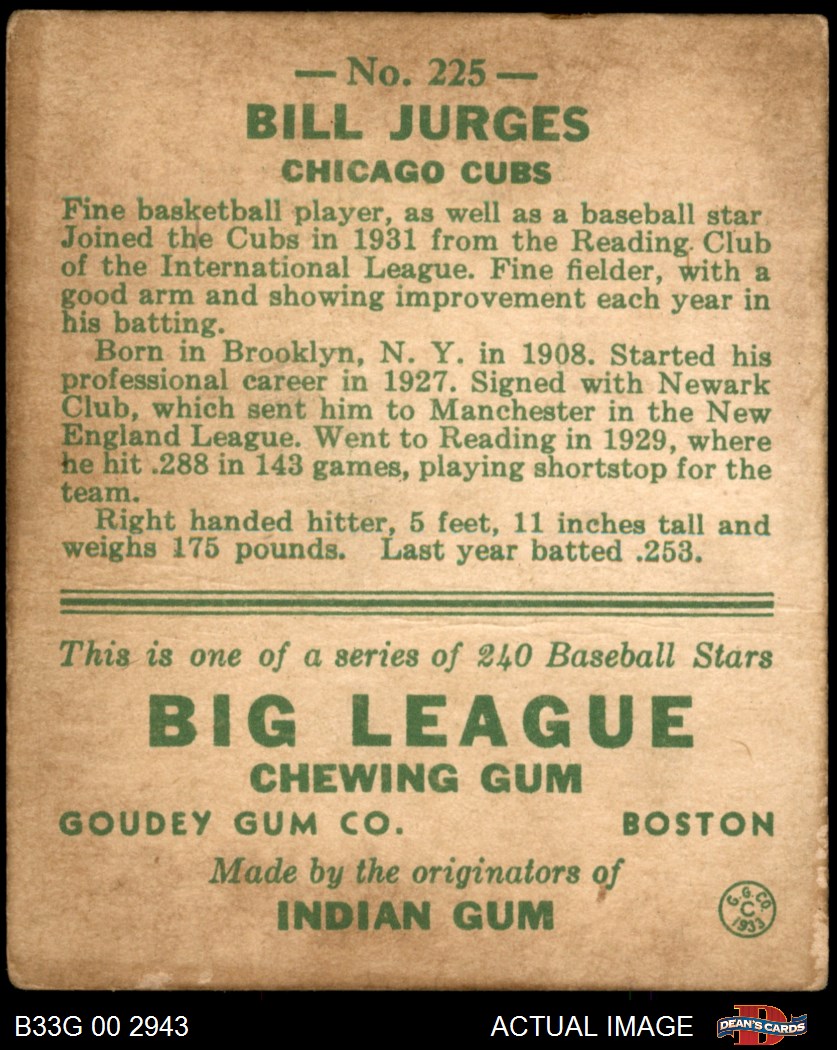 — No. 225 —
BILL JURGES
CHICAGO CUBS
Fine basketball player, as well as a baseball star
Joined the Cubs in 1931 from the Reading Club
of the International League. Fine fielder, with a
good arm and showing improvement each year in
his batting.
Born in Brooklyn, N. Y. in 1908. Started his
professional career in 1927. Signed with Newark
Club, which sent him to Manchester in the New
England League. Went to Reading in 1929, where
he hit .288 in 143 games, playing shortstop for the
team.
Right handed hitter, 5 feet, 11 inches tall and
weighs 175 pounds. Last year batted .253.
This is one of a series of 240 Baseball Stars
BIG LEAGUE
CHEWING GUM
GOUDEY GUM CO. BOSTON
Made by the originators of
INDIAN GUM
G. G. CO.
C
1933
B33G 00 2943 ACTUAL IMAGE D DEAN'S CARDS